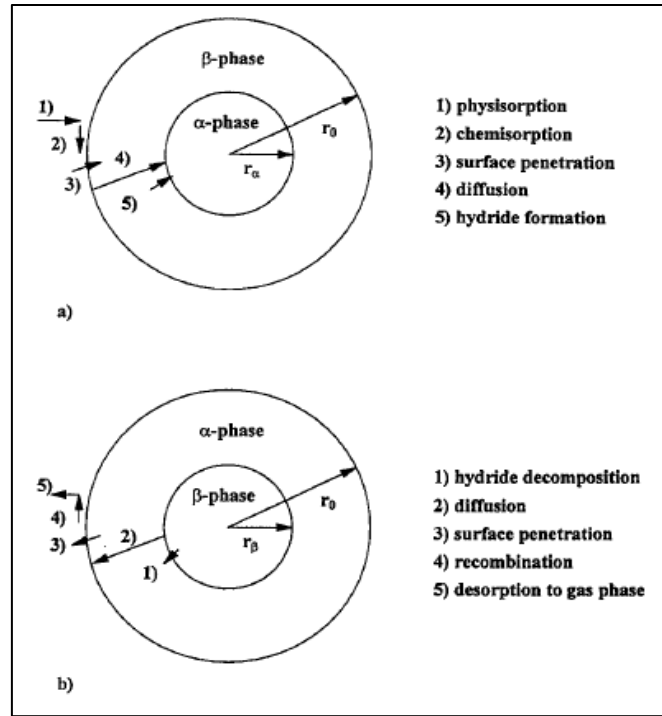 β-phase
α-phase
r₀
rα
1)
2)
3)
4)
5)
1) physisorption
2) chemisorption
3) surface penetration
4) diffusion
5) hydride formation
a)
α-phase
β-phase
r₀
rβ
5)
4)
3)
2)
1)
1) hydride decomposition
2) diffusion
3) surface penetration
4) recombination
5) desorption to gas phase
b)